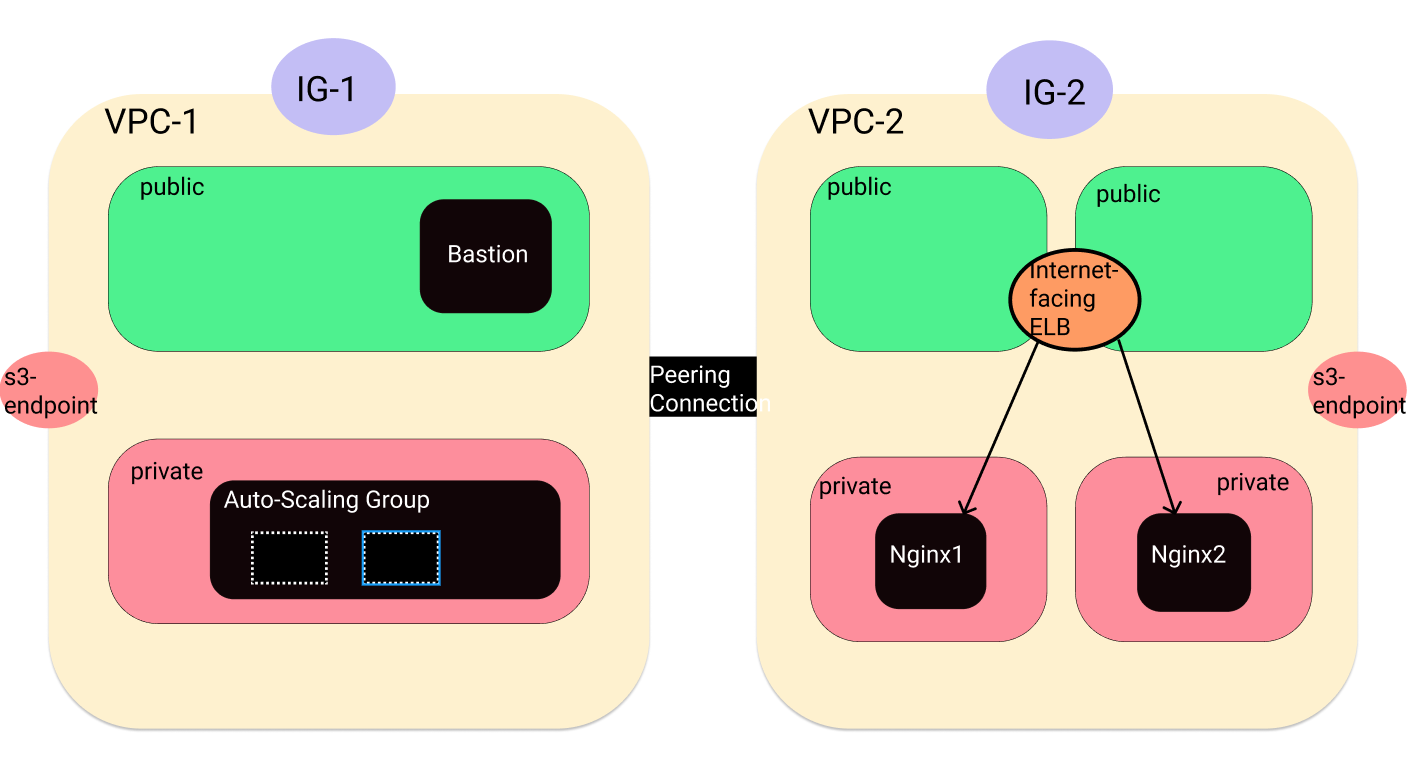 IG-1
VPC-1
public
Bastion
s3-
endpoint
private
Auto-Scaling Group
Peering
Connection
IG-2
VPC-2
public
public
Internet-
facing
ELB
s3-
endpoint
private
private
Nginx1
Nginx2